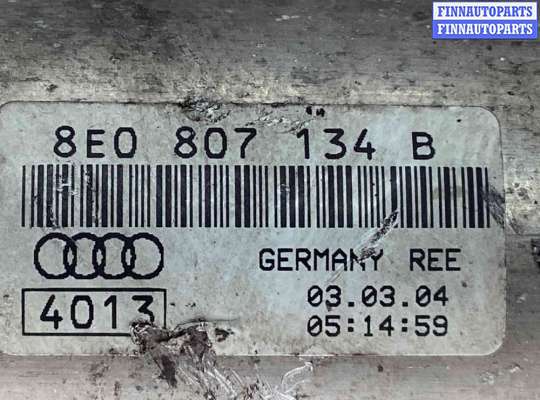 FINNAUTOPARTS
FINNAUTOPARTS
8E0 807 134 B
GERMANY REE
4013
03.03.04
05:14:59